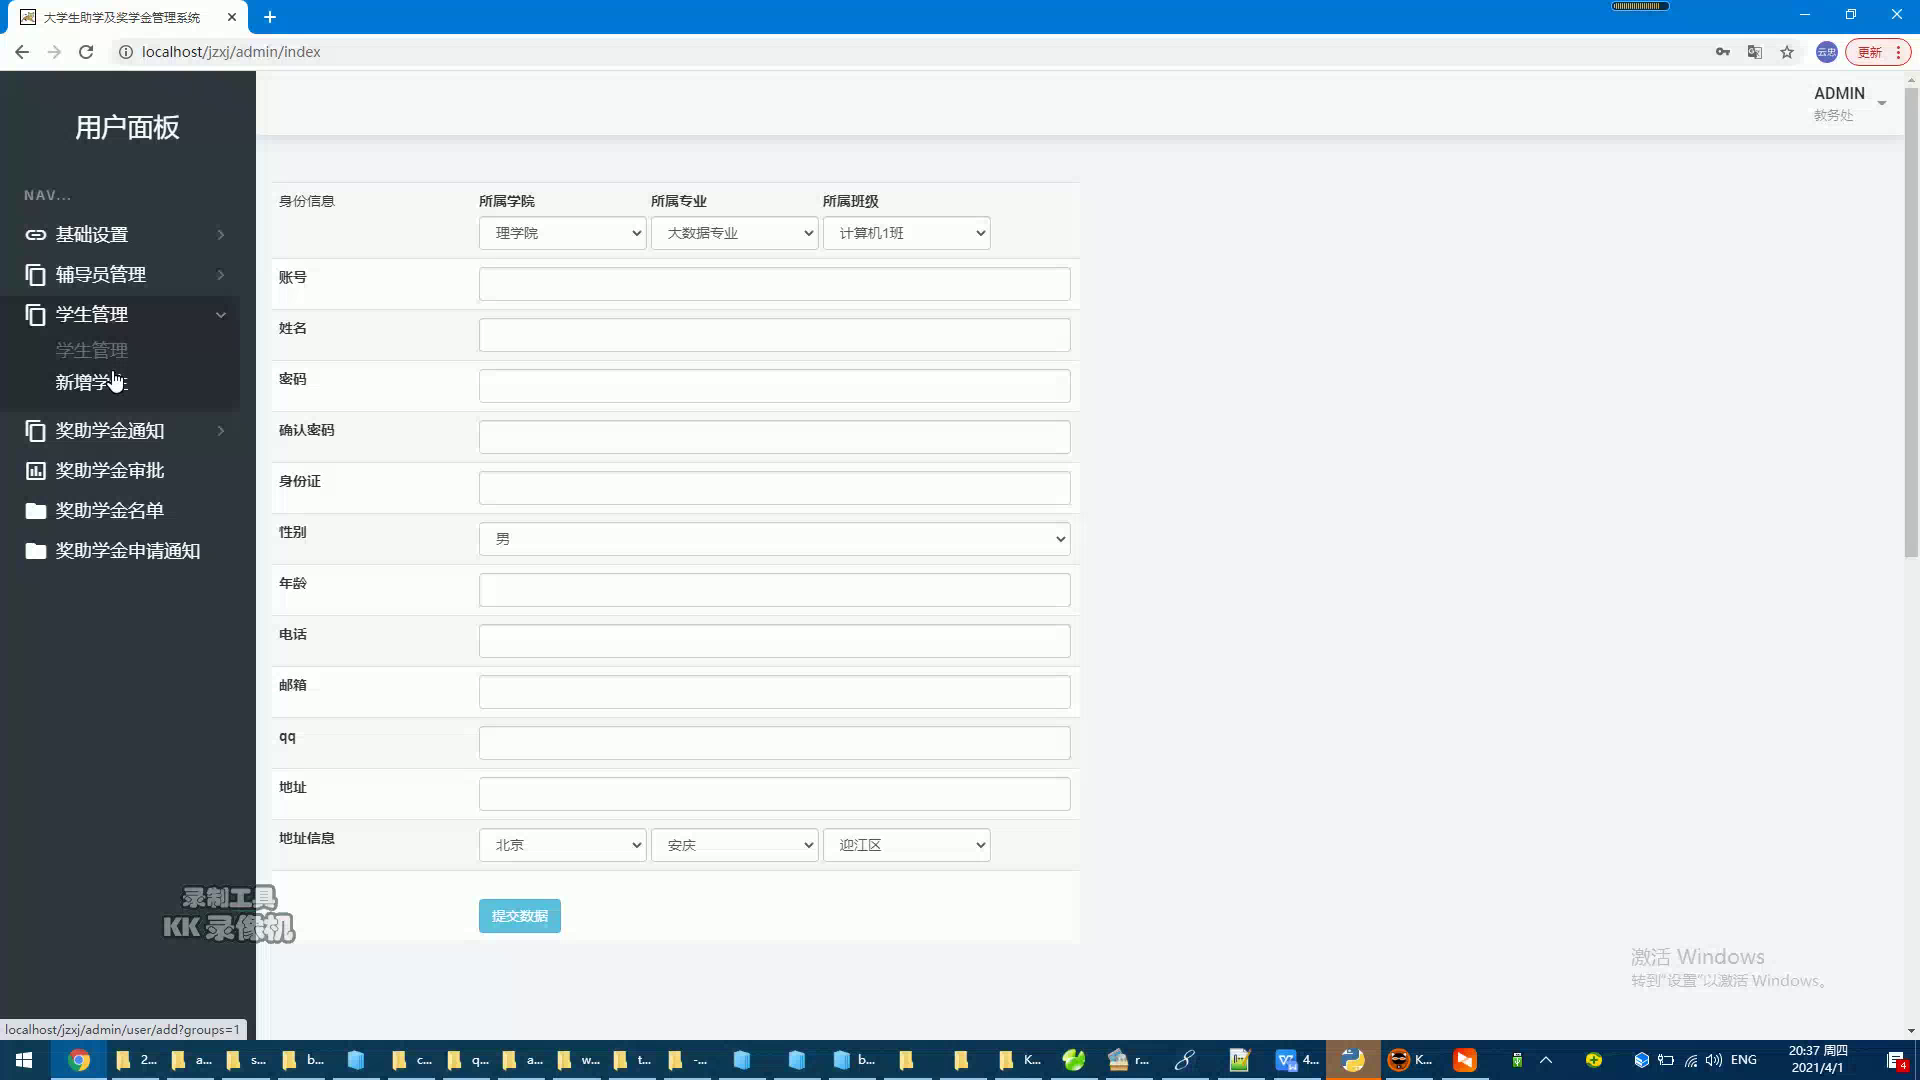 大学生助学及奖学金管理系统
localhost/jzxj/admin/index
云忠
更新
用户面板
ADMIN
教务处
NAV...
基础设置
辅导员管理
学生管理
学生管理
新增学生
奖助学金通知
奖助学金审批
奖助学金名单
奖助学金申请通知
身份信息
所属学院 所属专业 所属班级
理学院 大数据专业 计算机1班
账号
姓名
密码
确认密码
身份证
性别 男
年龄
电话
邮箱
qq
地址
地址信息 北京 安庆 迎江区
提交数据
录制工具
KK 录像机
激活 Windows
转到"设置"以激活 Windows。
localhost/jzxj/admin/user/add?groups=1
2... a... s... b... c... q... a... w... t... -... b... K... r... 4... K... ENG
20:37 周四
2021/4/1
4